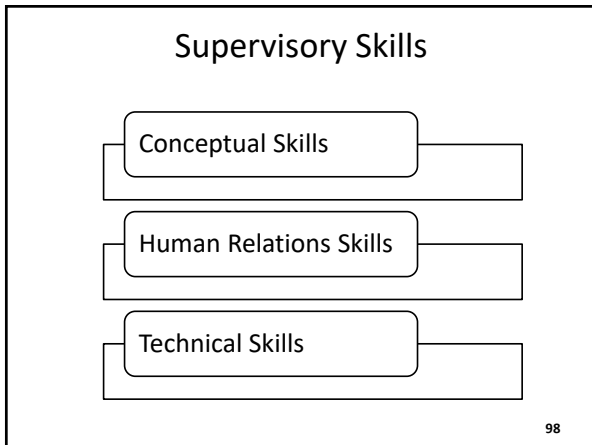 Supervisory Skills
Conceptual Skills
Human Relations Skills
Technical Skills
98